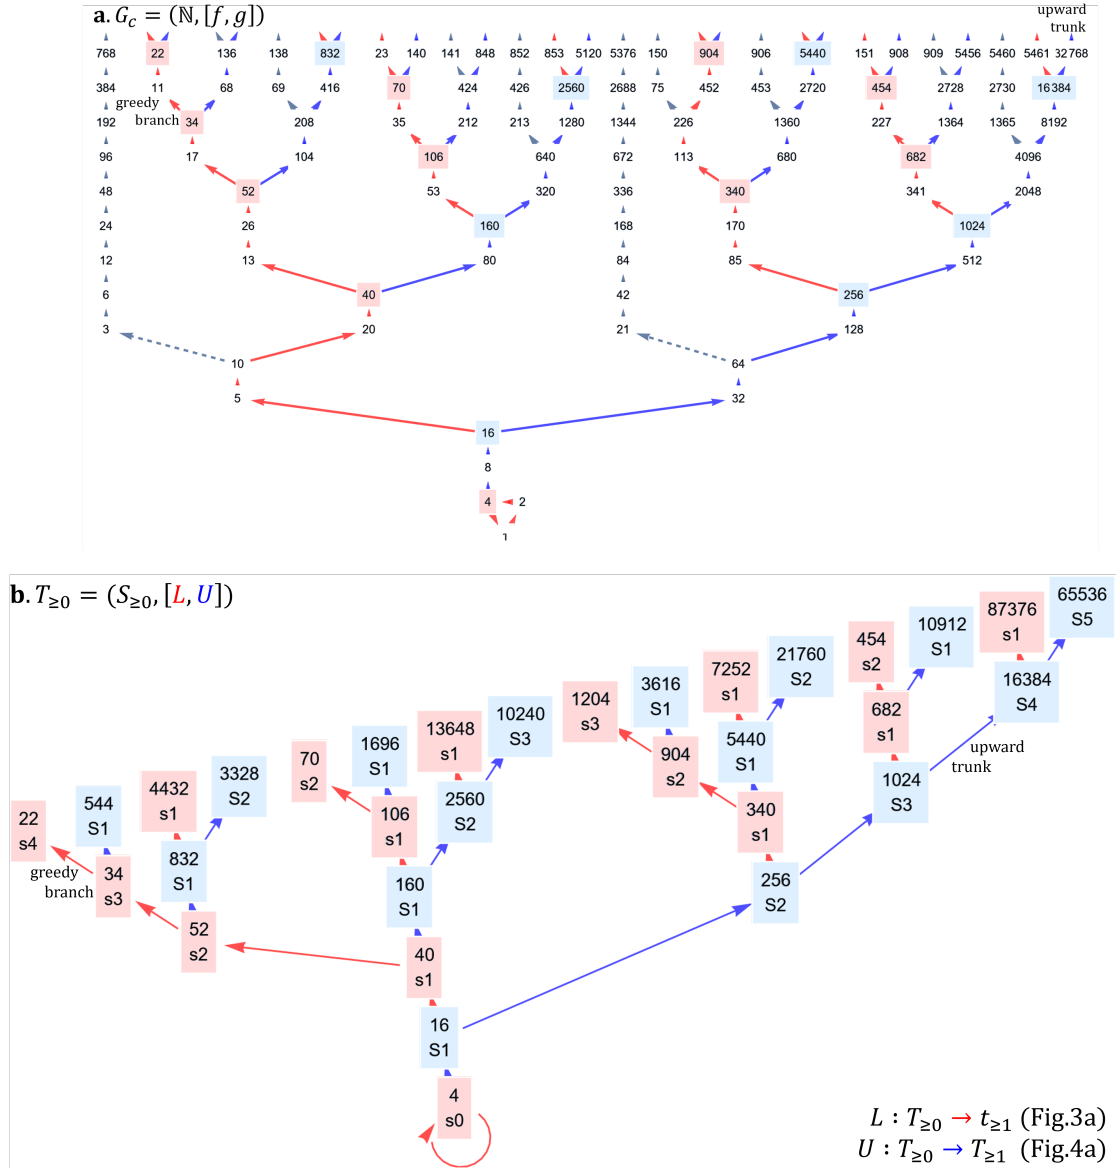 a. G_c = (ℕ, [f, g])
upward
trunk
768 22 136 138 832 23 140 141 848 852 853 5120 5376 150 904 906 5440 151 908 909 5456 5460 5461 32768
384 11 68 69 416 70 424 426 2560 2688 75 452 453 2720 454 2728 2730 16384
greedy
branch
192 34 208 35 212 213 1280 1344 226 1360 227 1364 1365 8192
96 17 104 106 640 672 113 680 682 4096
48 52 53 320 336 340 341 2048
24 26 160 168 170 1024
12 13 80 84 85 512
6 40 42 256
3 20 21 128
10 64
5 32
16
8
4 2
1
b. T≥0 = (S≥0, [L, U])
65536
S5
87376
s1
10912
S1
454
s2
21760
S2
7252
s1
3616
S1
1204
s3
16384
S4
682
s1
10240
S3
13648
s1
1696
S1
70
s2
5440
S1
904
s2
upward
trunk
1024
S3
3328
S2
4432
s1
544
S1
22
s4
2560
S2
106
s1
340
s1
greedy
branch
832
S1
34
s3
160
S1
256
S2
52
s2
40
s1
16
S1
4
s0
L : T≥0 → t≥1 (Fig.3a)
U : T≥0 → T≥1 (Fig.4a)